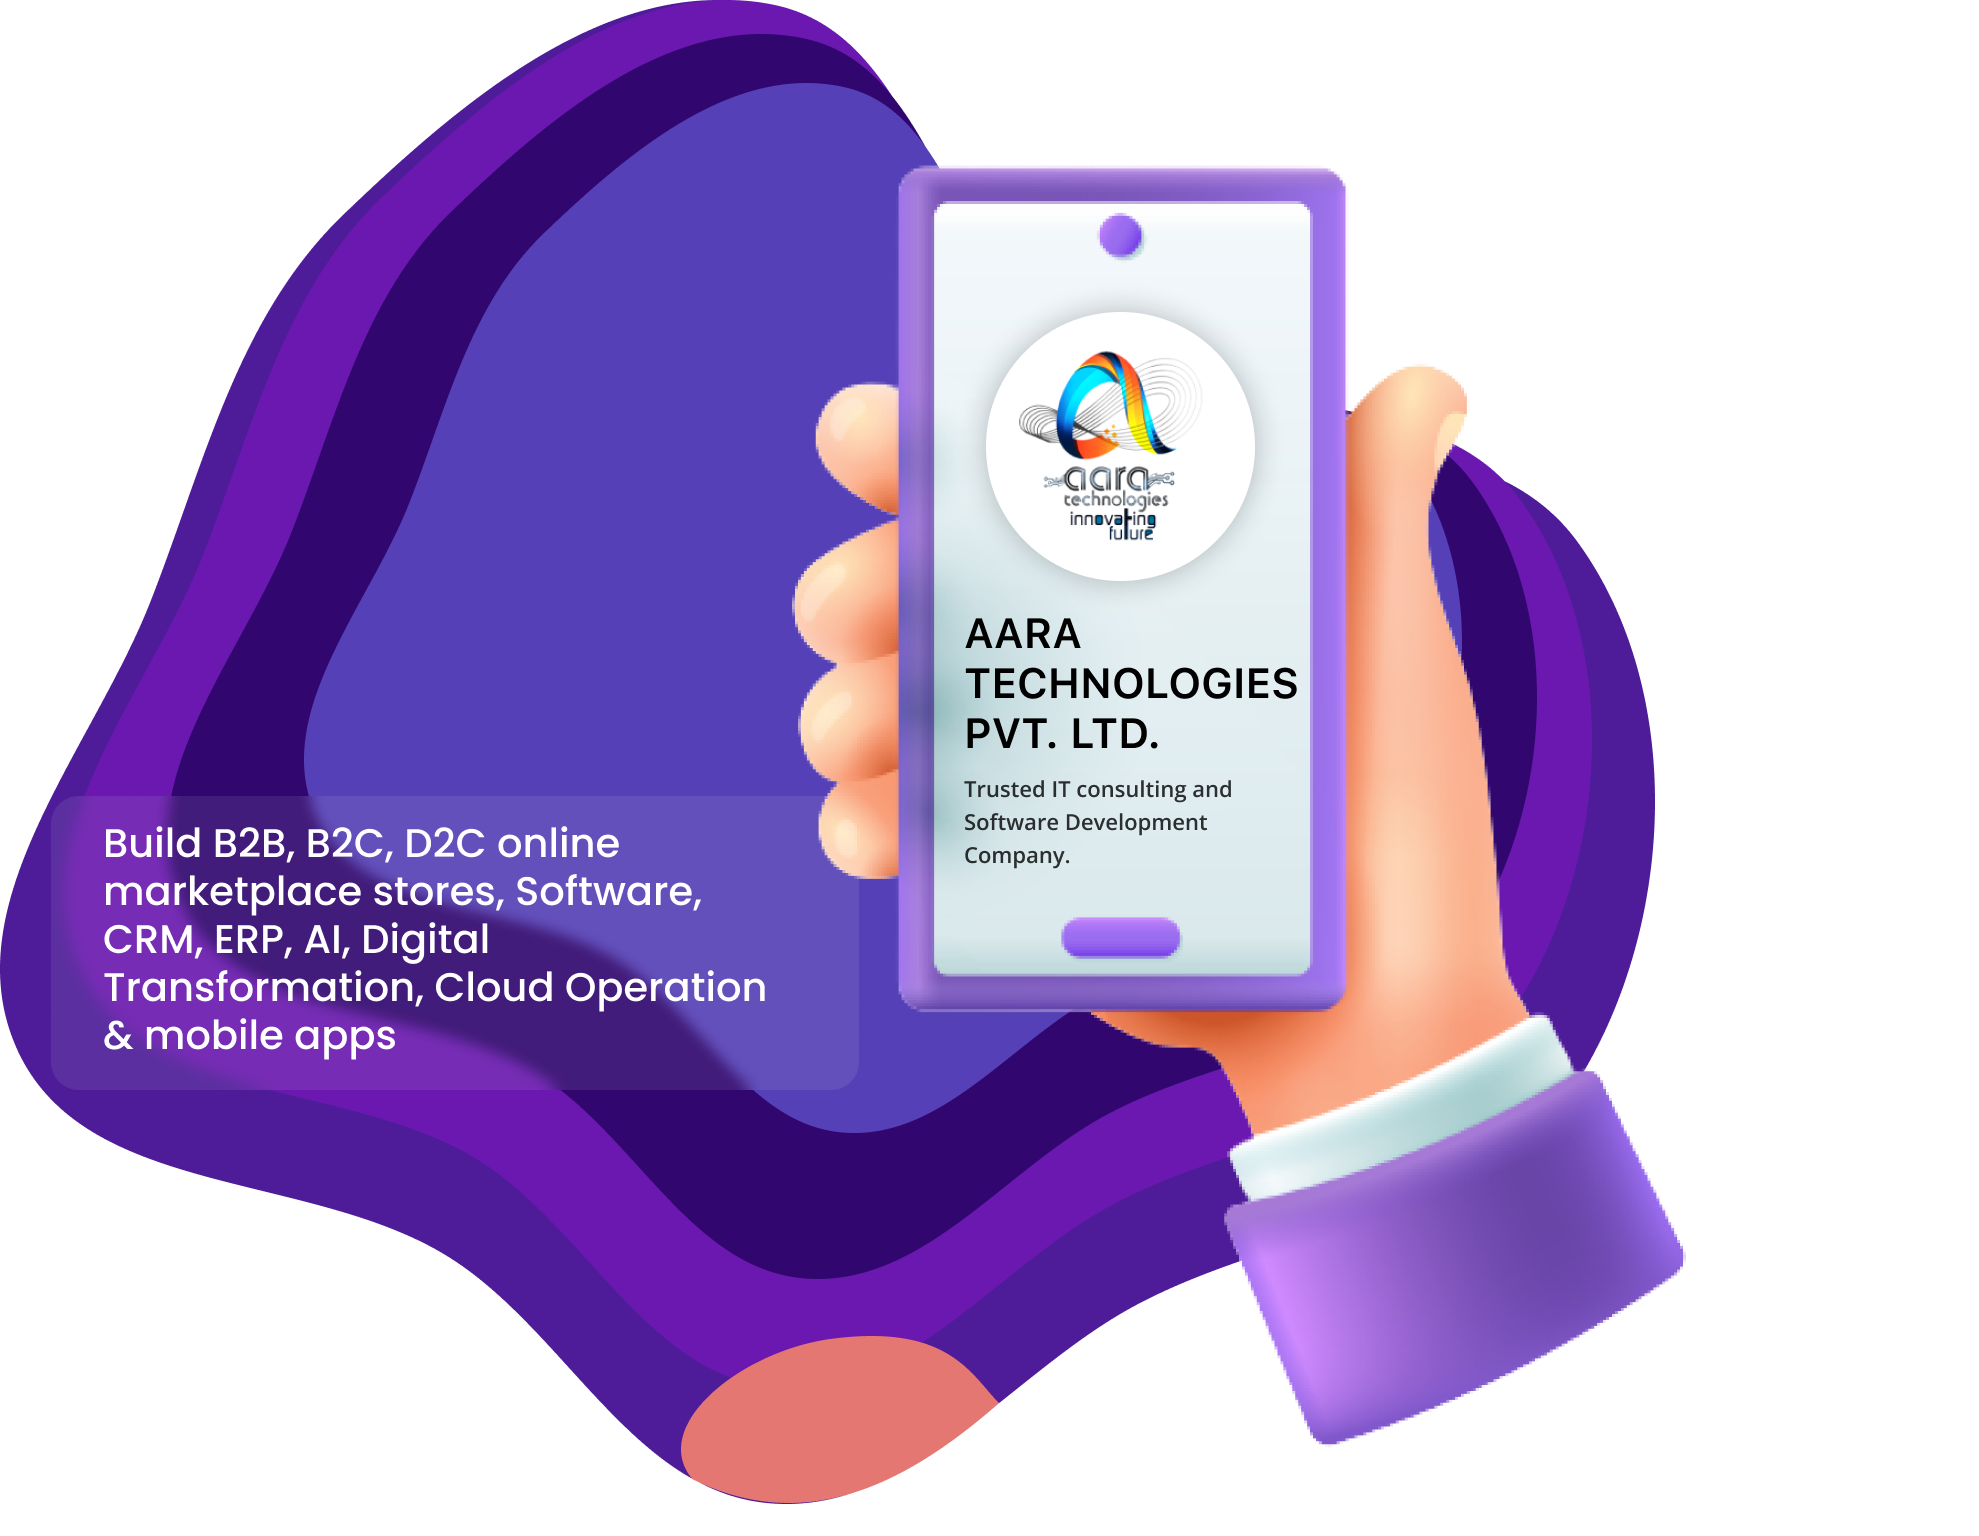 aara
technologies
innovating
future
AARA
TECHNOLOGIES
PVT. LTD.
Trusted IT consulting and
Software Development
Company.
Build B2B, B2C, D2C online
marketplace stores, Software,
CRM, ERP, AI, Digital
Transformation, Cloud Operation
& mobile apps